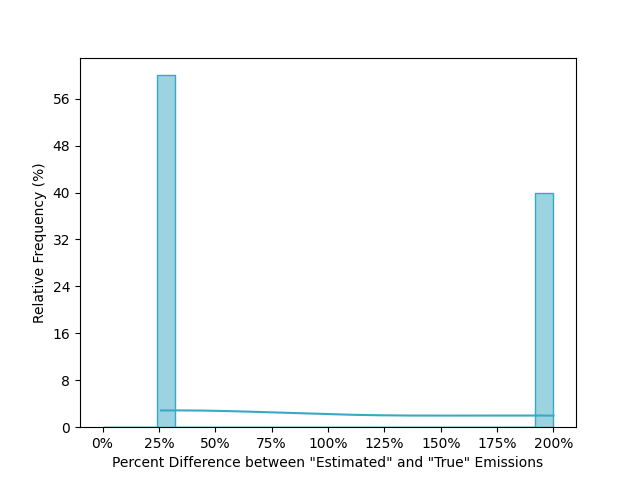 56
48
40
32
24
16
8
0
Relative Frequency (%)
0% 25% 50% 75% 100% 125% 150% 175% 200%
Percent Difference between "Estimated" and "True" Emissions